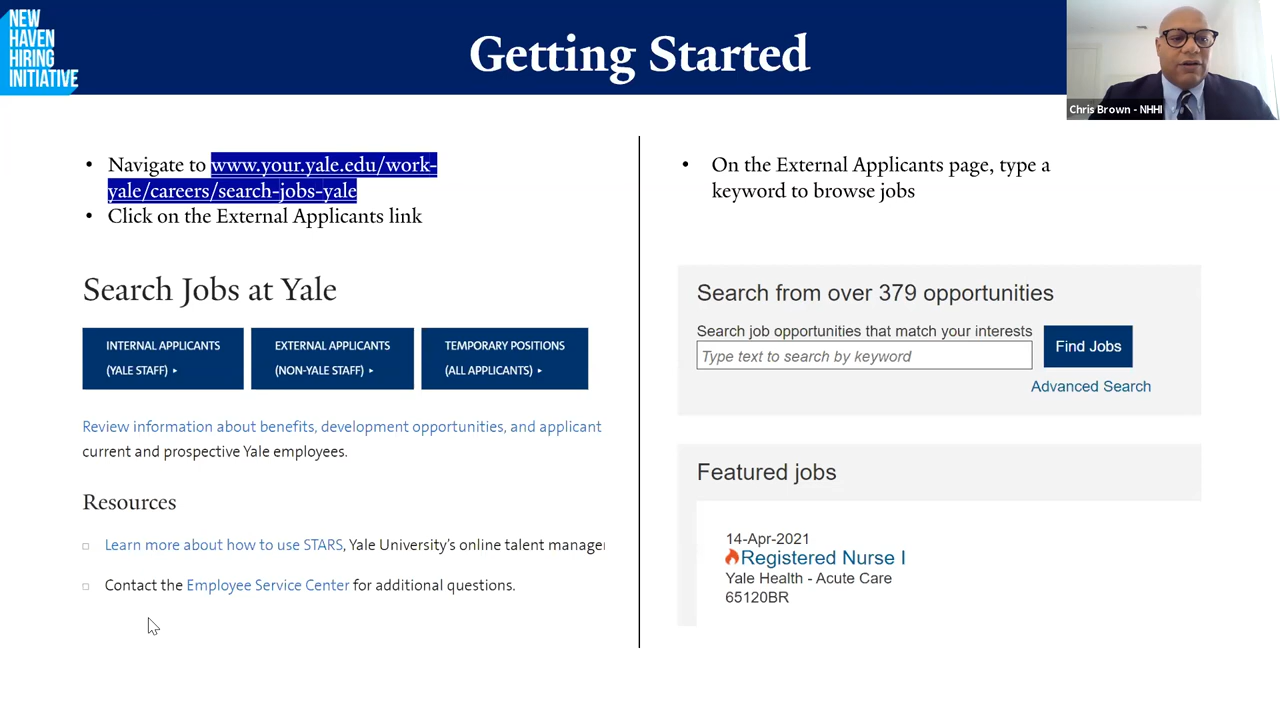 NEW
HAVEN
HIRING
INITIATIVE
Getting Started
Chris Brown - NHHI
• Navigate to www.your.yale.edu/work-
yale/careers/search-jobs-yale
• Click on the External Applicants link
Search Jobs at Yale
INTERNAL APPLICANTS
(YALE STAFF) ▸
EXTERNAL APPLICANTS
(NON-YALE STAFF) ▸
TEMPORARY POSITIONS
(ALL APPLICANTS) ▸
Review information about benefits, development opportunities, and applicant
current and prospective Yale employees.
Resources
Learn more about how to use STARS, Yale University's online talent manager
Contact the Employee Service Center for additional questions.
• On the External Applicants page, type a
keyword to browse jobs
Search from over 379 opportunities
Search job opportunities that match your interests
Type text to search by keyword
Find Jobs
Advanced Search
Featured jobs
14-Apr-2021
Registered Nurse I
Yale Health - Acute Care
65120BR